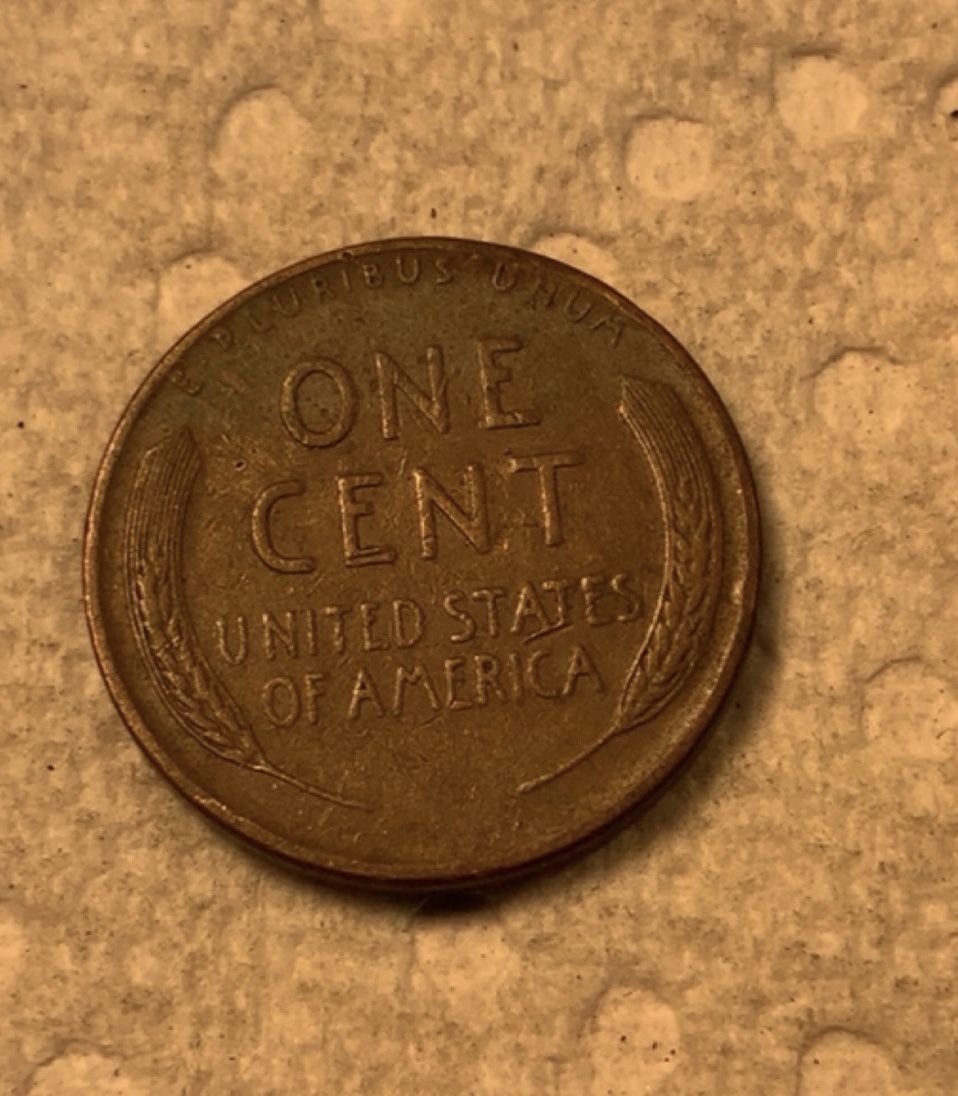 E PLURIBUS UNUM
ONE
CENT
UNITED STATES
OF AMERICA